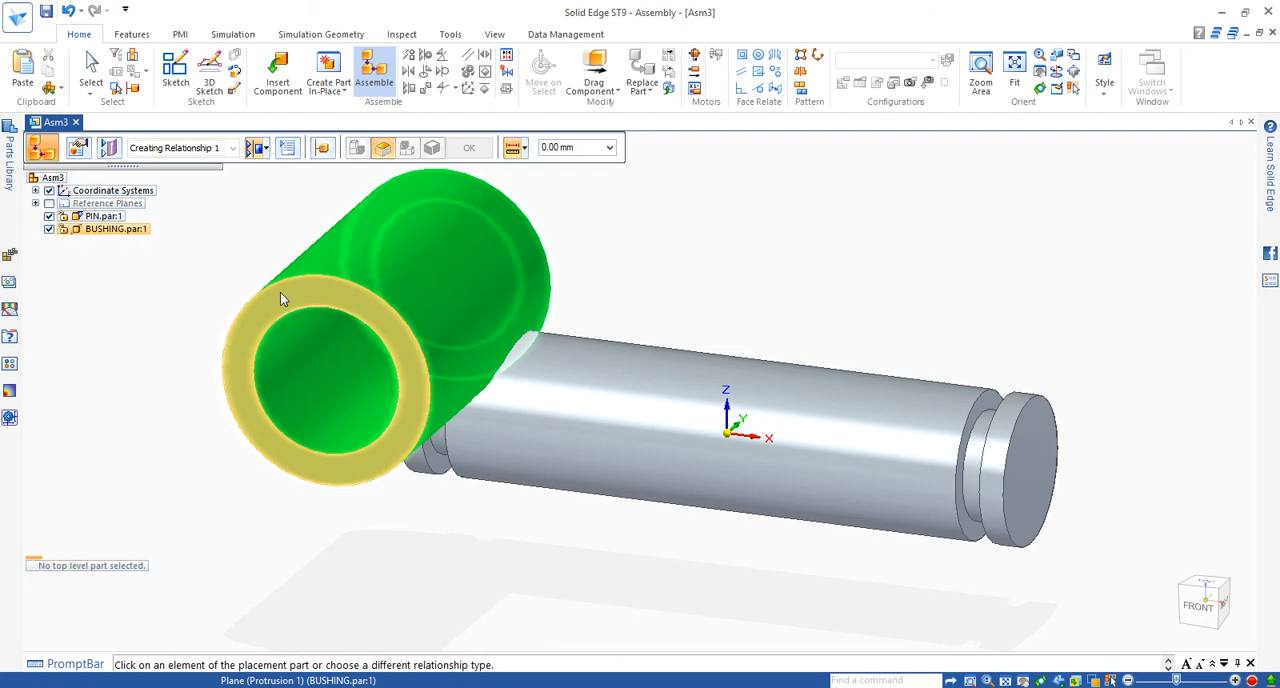 Solid Edge ST9 - Assembly - [Asm3]
Home Features PMI Simulation Simulation Geometry Inspect Tools View Data Management
Paste Select Sketch 3D Sketch Insert Component Create Part In-Place Assemble Move on Select Drag Component Replace Part Zoom Area Fit Style Switch Windows
Clipboard Select Sketch Assemble Modify Motors Face Relate Pattern Configurations Orient Window
Asm3
Creating Relationship 1 OK 0.00 mm
Parts Library
Learn Solid Edge
Asm3
Coordinate Systems
Reference Planes
PIN.par:1
BUSHING.par:1
Z
Y
X
No top level part selected.
FRONT
PromptBar Click on an element of the placement part or choose a different relationship type.
Plane (Protrusion 1) (BUSHING.par:1) Find a command